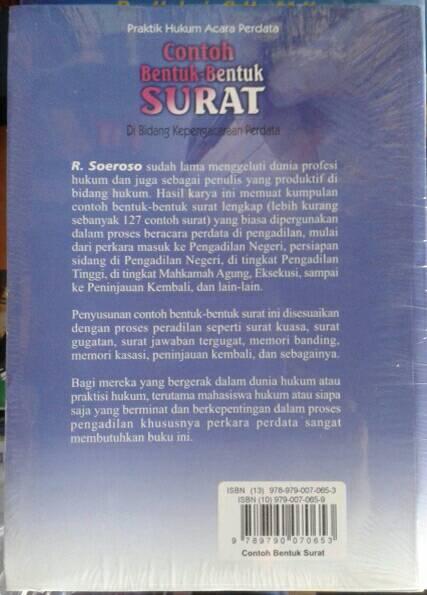 Praktik Hukum Acara Perdata
Contoh
Bentuk-Bentuk
SURAT
Di Bidang Kepengacaraan Perdata
R. Soeroso sudah lama menggeluti dunia profesi
hukum dan juga sebagai penulis yang produktif di
bidang hukum. Hasil karya ini memuat kumpulan
contoh bentuk-bentuk surat lengkap (lebih kurang
sebanyak 127 contoh surat) yang biasa dipergunakan
dalam proses beracara perdata di pengadilan, mulai
dari perkara masuk ke Pengadilan Negeri, persiapan
sidang di Pengadilan Negeri, di tingkat Pengadilan
Tinggi, di tingkat Mahkamah Agung, Eksekusi, sampai
ke Peninjauan Kembali, dan lain-lain.
Penyusunan contoh bentuk-bentuk surat ini disesuaikan
dengan proses peradilan seperti surat kuasa, surat
gugatan, surat jawaban tergugat, memori banding,
memori kasasi, peninjauan kembali, dan sebagainya.
Bagi mereka yang bergerak dalam dunia hukum atau
praktisi hukum, terutama mahasiswa hukum atau siapa
saja yang berminat dan berkepentingan dalam proses
pengadilan khususnya perkara perdata sangat
membutuhkan buku ini.
ISBN (13) 978-979-007-065-3
ISBN (10) 979-007-065-9
9 789790 070653
Contoh Bentuk Surat